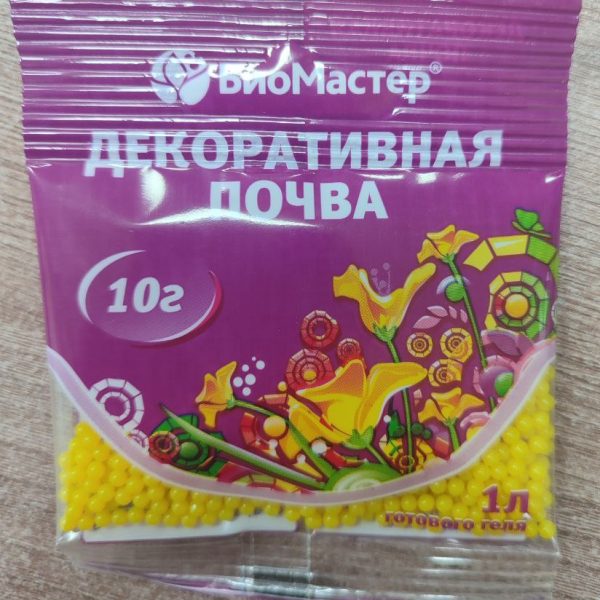 БиоМастер®
ДЕКОРАТИВНАЯ
ПОЧВА
10г
1л
готового геля